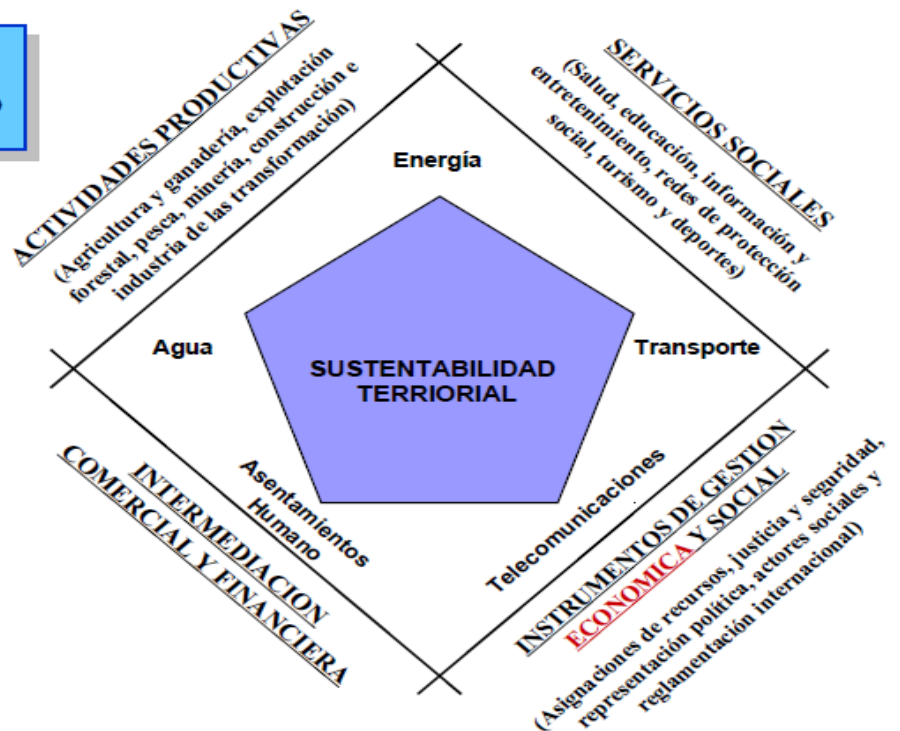 ACTIVIDADES PRODUCTIVAS
(Agricultura y ganadería, explotación
forestal, pesca, minería, construcción e
industria de las transformación)
SERVICIOS SOCIALES
(Salud, educación, información y
entretenimiento, redes de protección
social, turismo y deportes)
Energía
Agua
Transporte
SUSTENTABILIDAD
TERRIORIAL
Asentamientos
Humano
Telecomunicaciones
INTERMEDIACION
COMERCIAL Y FINANCIERA
INSTRUMENTOS DE GESTION
ECONOMICA Y SOCIAL
(Asignaciones de recursos, justicia y seguridad,
representación política, actores sociales y
reglamentación internacional)